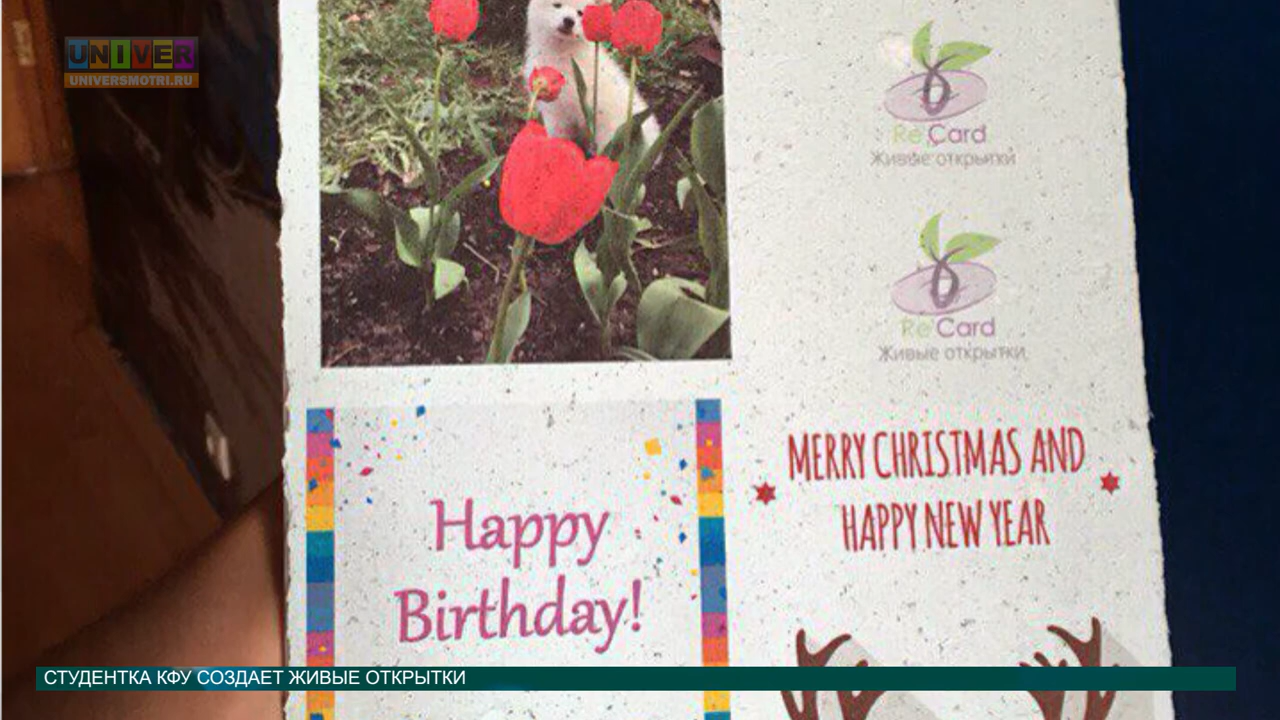 UNIVER
UNIVERSMOTRI.RU
Re Card
Живые открытки
Re Card
Живые открытки
MERRY CHRISTMAS AND
HAPPY NEW YEAR
Happy
Birthday!
СТУДЕНТКА КФУ СОЗДАЕТ ЖИВЫЕ ОТКРЫТКИ